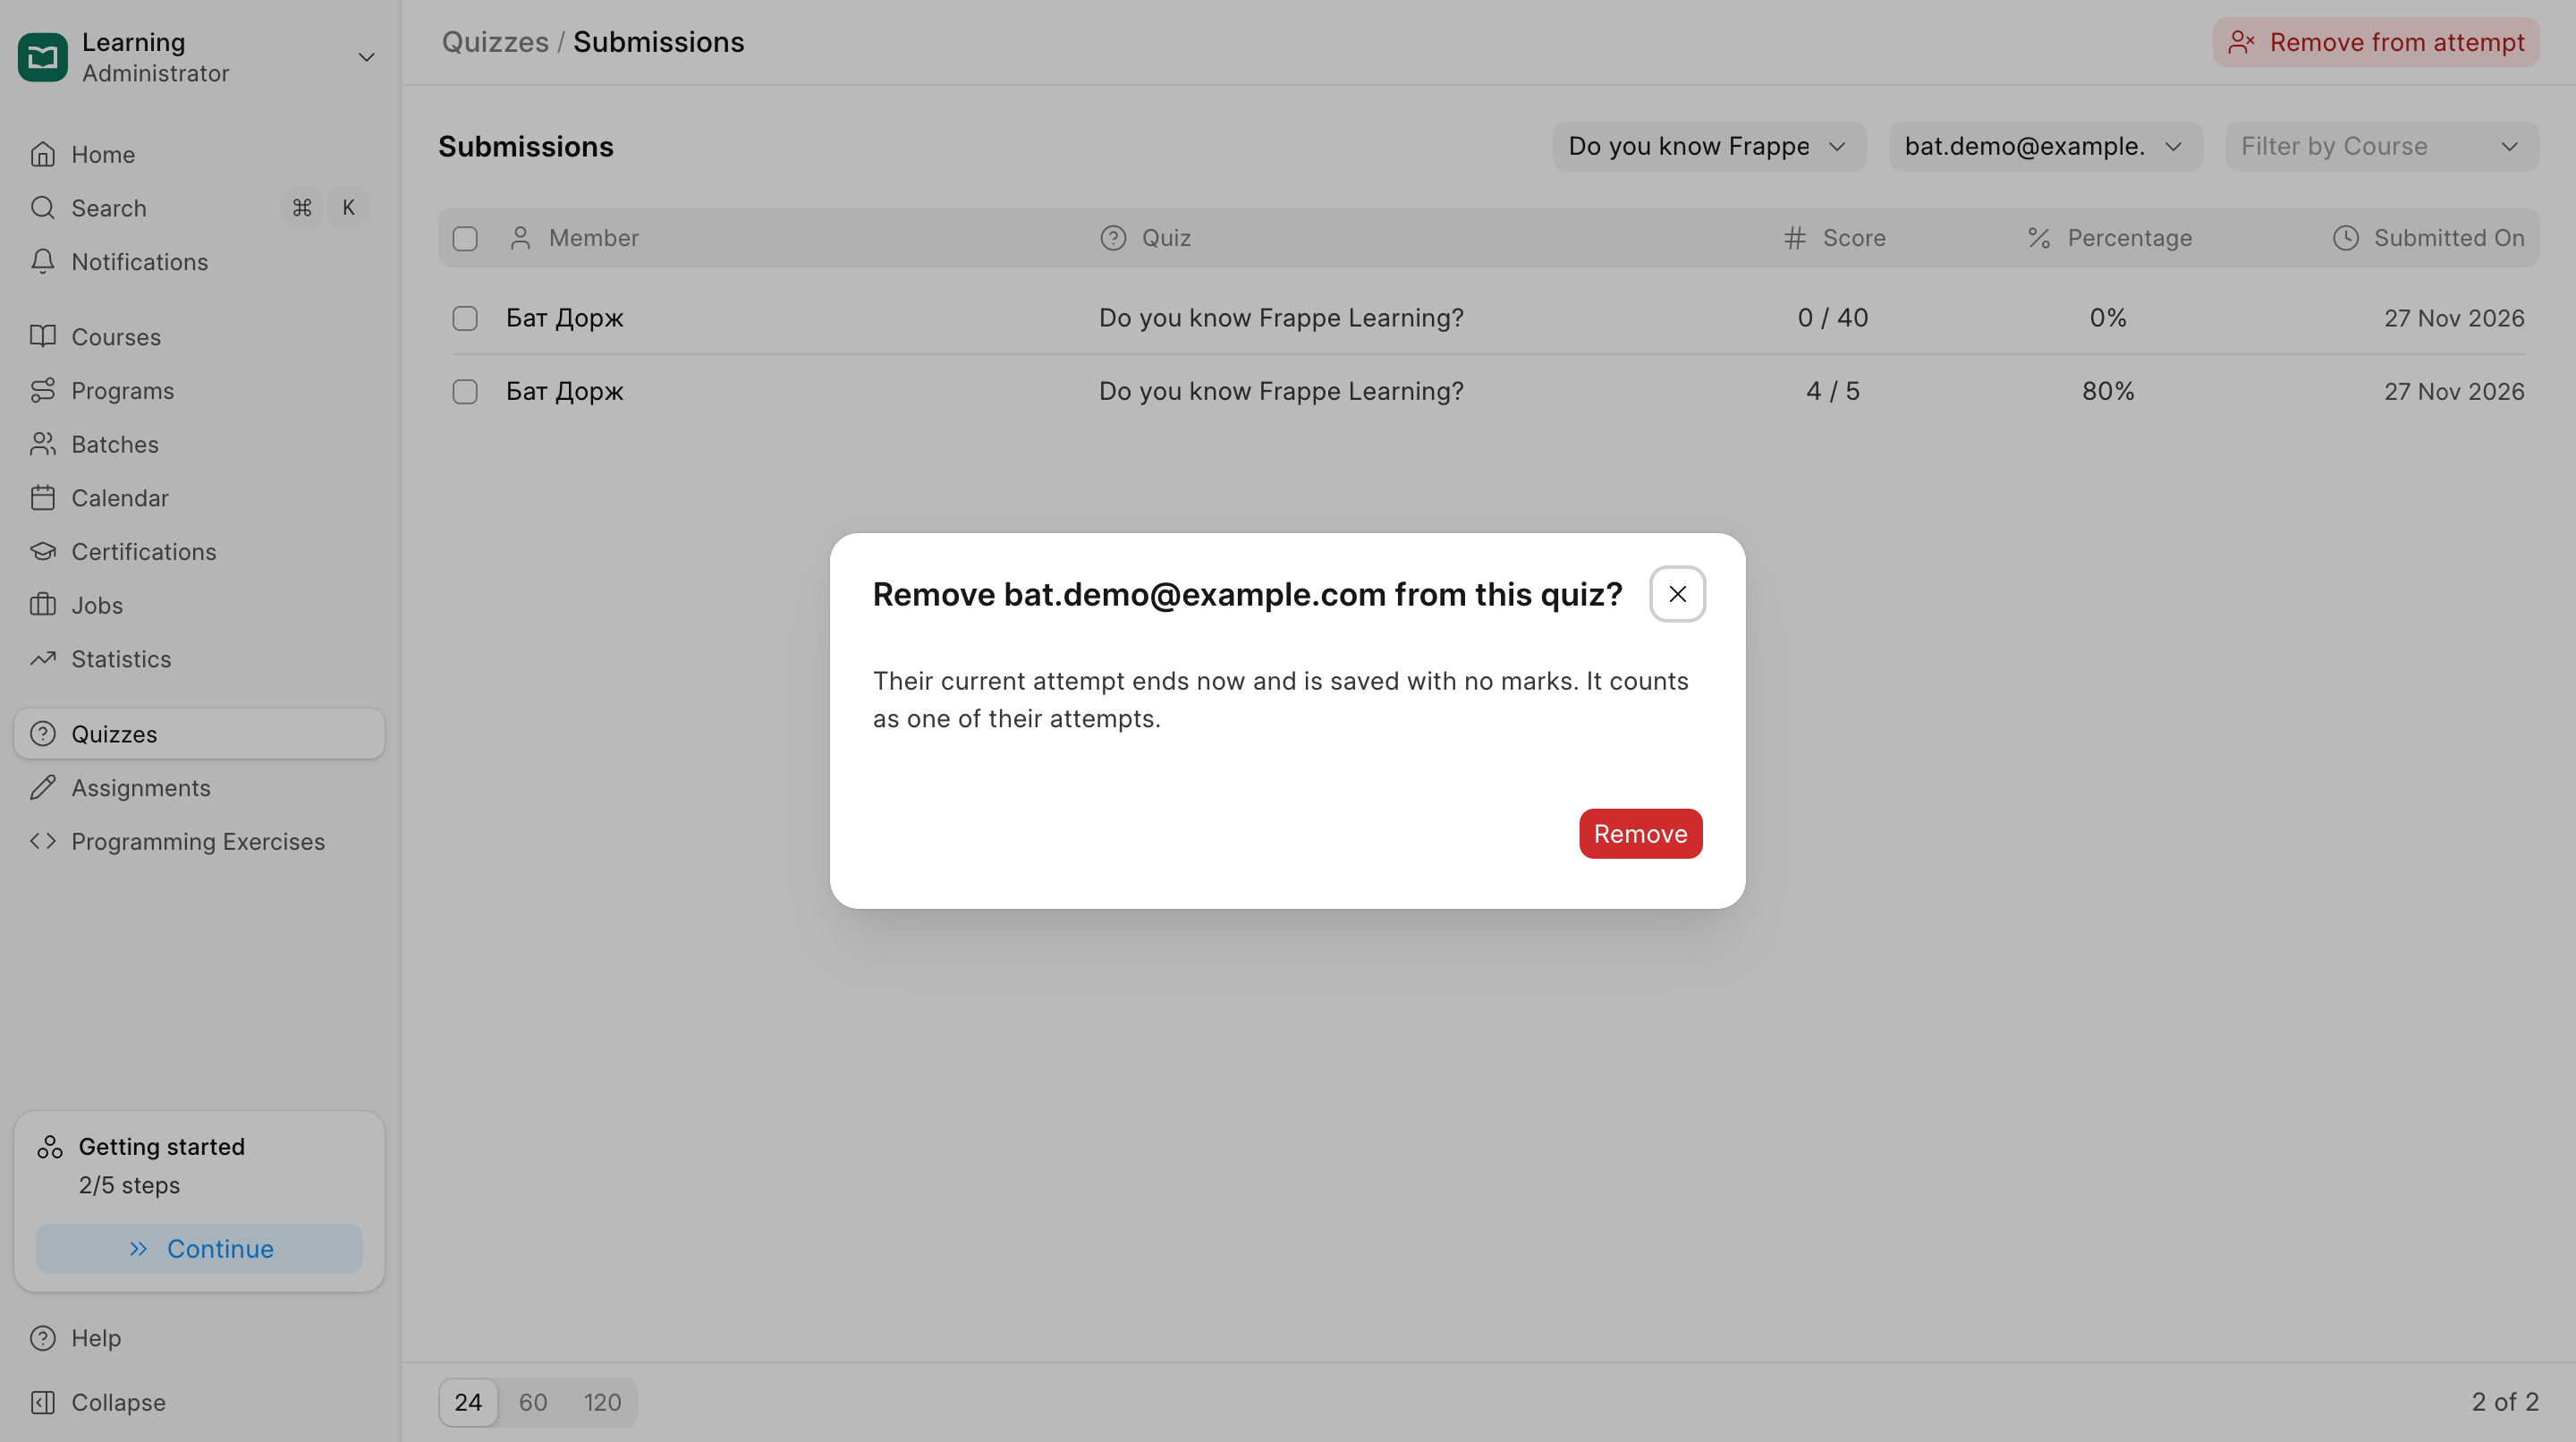 Learning
Administrator
Home
Search
⌘ K
Notifications
Courses
Programs
Batches
Calendar
Certifications
Jobs
Statistics
Quizzes
Assignments
Programming Exercises
Getting started
2/5 steps
Continue
Help
Collapse
Quizzes / Submissions
Remove from attempt
Submissions
Do you know Frappe
bat.demo@example.
Filter by Course
Member Quiz Score Percentage Submitted On
Бат Дорж Do you know Frappe Learning? 0 / 40 0% 27 Nov 2026
Бат Дорж Do you know Frappe Learning? 4 / 5 80% 27 Nov 2026
Remove bat.demo@example.com from this quiz?
Their current attempt ends now and is saved with no marks. It counts
as one of their attempts.
Remove
24 60 120
2 of 2